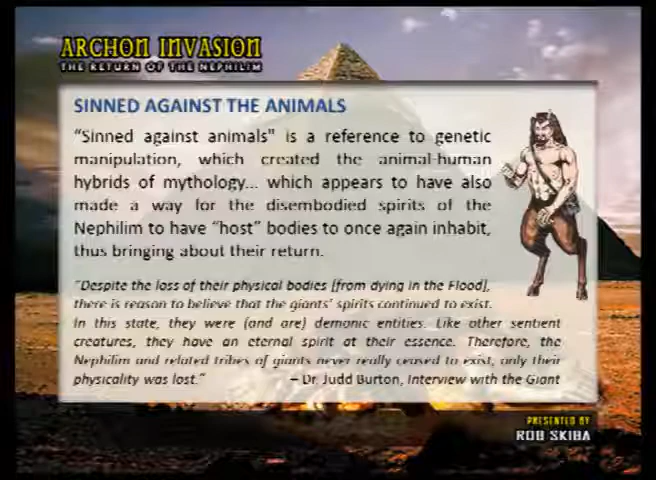 ARCHON INVASION
THE RETURN OF THE NEPHILIM
SINNED AGAINST THE ANIMALS
“Sinned against animals" is a reference to genetic
manipulation, which created the animal-human
hybrids of mythology... which appears to have also
made a way for the disembodied spirits of the
Nephilim to have “host” bodies to once again inhabit,
thus bringing about their return.
“Despite the loss of their physical bodies [from dying in the Flood],
there is reason to believe that the giants’ spirits continued to exist.
In this state, they were (and are) demonic entities. Like other sentient
creatures, they have an eternal spirit at their essence. Therefore, the
Nephilim and related tribes of giants never really ceased to exist, only their
physicality was lost.” – Dr. Judd Burton, Interview with the Giant
PRESENTED BY
ROB SKIBA